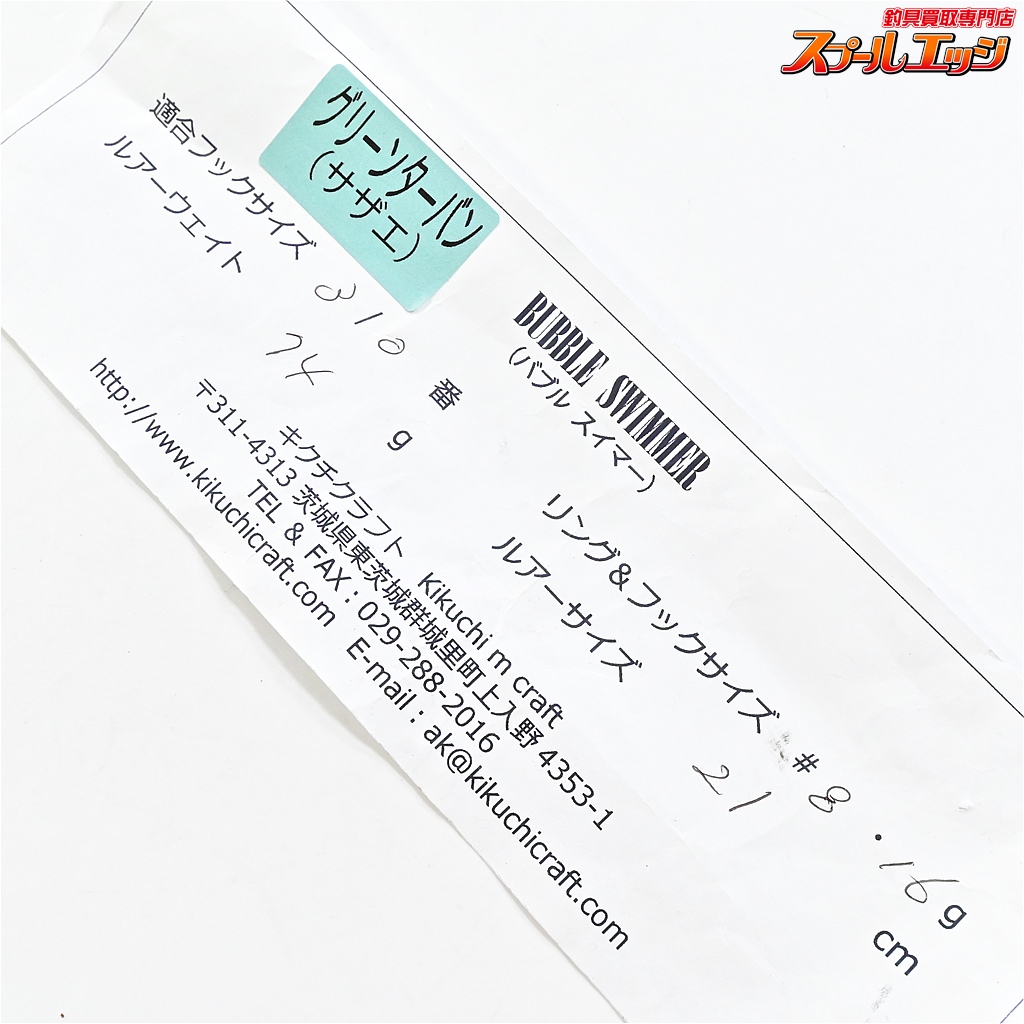 釣具買取専門店
スプールエッジ
グリーンターバン
(サザエ)
BUBBLE SWIMMER
(バブル スイマー)
適合フックサイズ 3/0 番
リング&フックサイズ #8・16g
ルアーウェイト 74 g
ルアーサイズ 21 cm
キクチクラフト Kikuchi m craft
〒311-4313 茨城県東茨城群城里町上入野 4353-1
TEL & FAX : 029-288-2016
http://www.kikuchicraft.com E-mail : ak@kikuchicraft.com